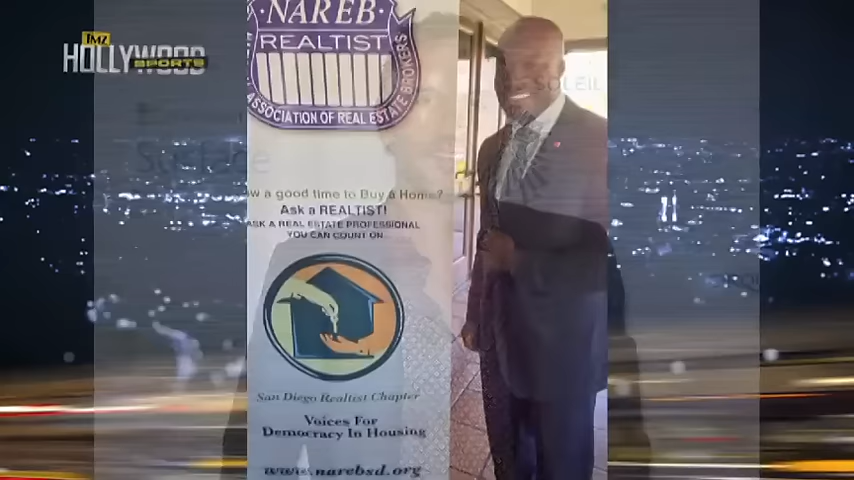 TMZ
HOLLYWOOD
SPORTS
NAREB
REALTIST
ASSOCIATION OF REAL ESTATE BROKERS
w a good time to Buy a Home?
Ask a REALTIST!
ASK A REAL ESTATE PROFESSIONAL
YOU CAN COUNT ON
San Diego Realtist Chapter
Voices For
Democracy In Housing
www.narebsd.org
SOLEIL